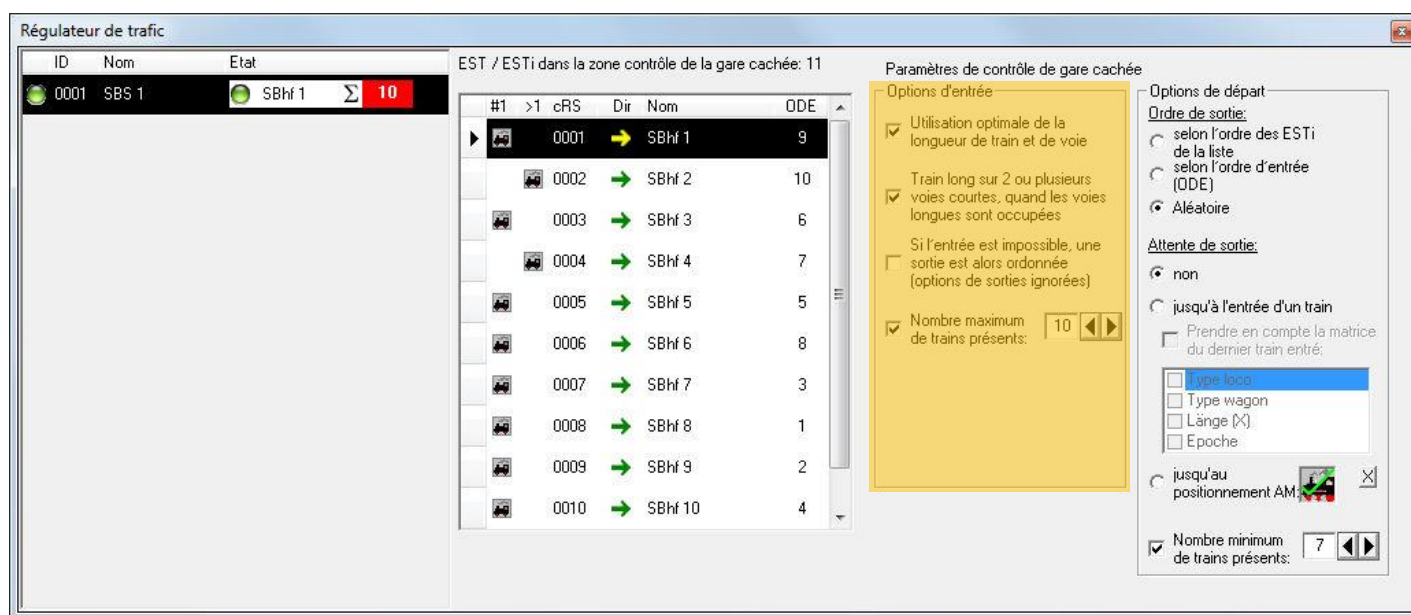 Régulateur de trafic
ID Nom Etat
0001 SBS 1 SBhf 1 Σ 10
EST / ESTi dans la zone contrôle de la gare cachée: 11
#1 >1 cRS Dir Nom ODE
0001 SBhf 1 9
0002 SBhf 2 10
0003 SBhf 3 6
0004 SBhf 4 7
0005 SBhf 5 5
0006 SBhf 6 8
0007 SBhf 7 3
0008 SBhf 8 1
0009 SBhf 9 2
0010 SBhf 10 4
Paramètres de contrôle de gare cachée
Options d'entrée
Utilisation optimale de la
longueur de train et de voie
Train long sur 2 ou plusieurs
voies courtes, quand les voies
longues sont occupées
Si l´entrée est impossible, une
sortie est alors ordonnée
(options de sorties ignorées)
Nombre maximum
de trains présents: 10
Options de départ
Ordre de sortie:
selon l´ordre des ESTi
de la liste
selon l´ordre d´entrée
(ODE)
Aléatoire
Attente de sortie:
non
jusqu'à l'entrée d'un train
Prendre en compte la matrice
du dernier train entré:
Type loco
Type wagon
Länge (X)
Epoche
jusqu'au
positionnement AM: X
Nombre minimum
de trains présents: 7